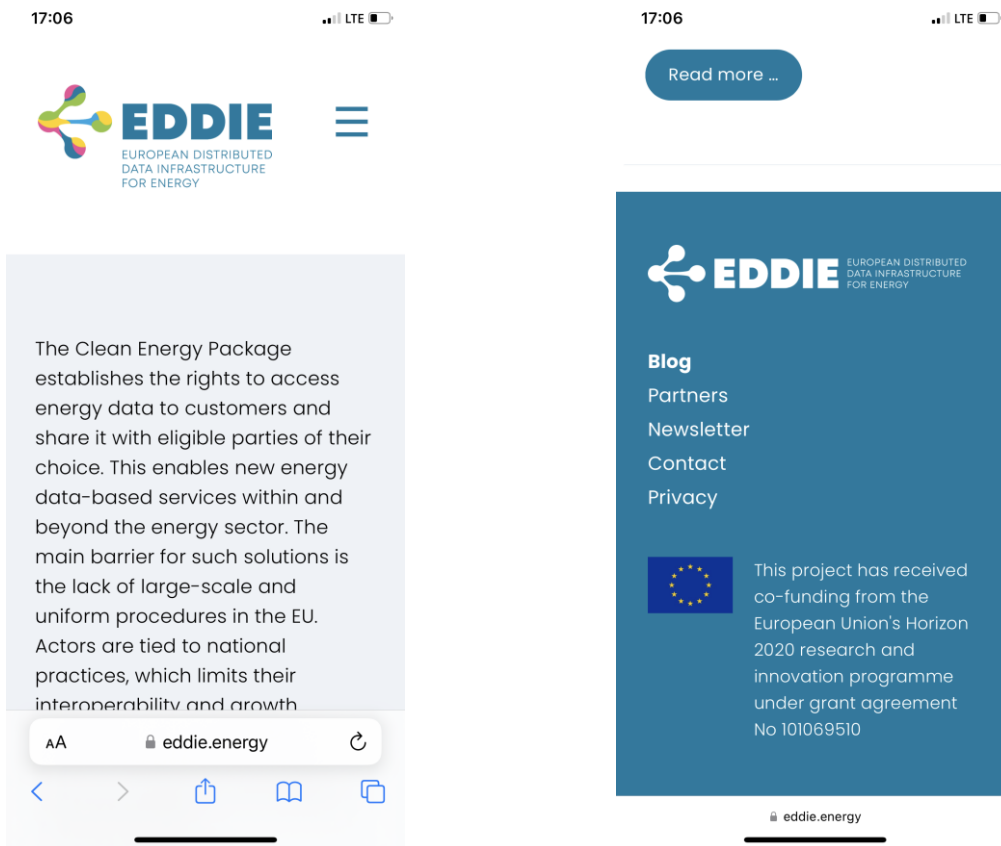 17:06
LTE
EDDIE
EUROPEAN DISTRIBUTED
DATA INFRASTRUCTURE
FOR ENERGY
The Clean Energy Package
establishes the rights to access
energy data to customers and
share it with eligible parties of their
choice. This enables new energy
data-based services within and
beyond the energy sector. The
main barrier for such solutions is
the lack of large-scale and
uniform procedures in the EU.
Actors are tied to national
practices, which limits their
interoperability and growth
AA
eddie.energy
17:06
LTE
Read more ...
EDDIE
EUROPEAN DISTRIBUTED
DATA INFRASTRUCTURE
FOR ENERGY
Blog
Partners
Newsletter
Contact
Privacy
This project has received
co-funding from the
European Union's Horizon
2020 research and
innovation programme
under grant agreement
No 101069510
eddie.energy